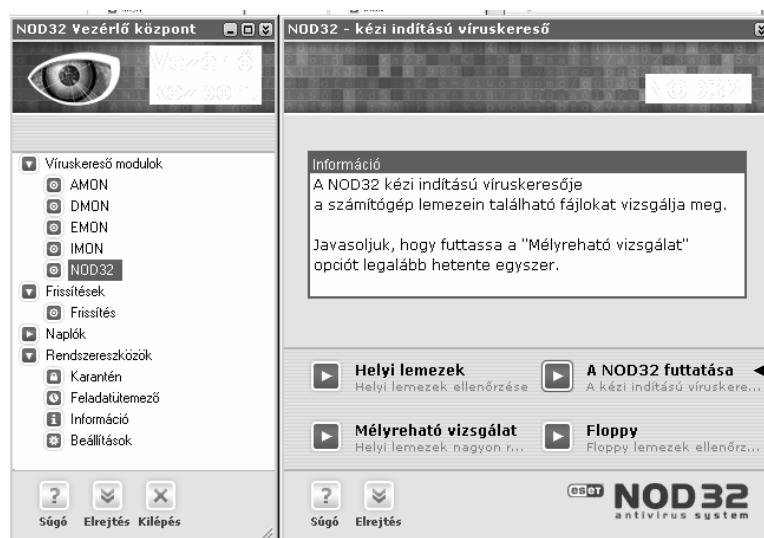 NOD32 Vezérlő központ
Víruskereső modulok
AMON
DMON
EMON
IMON
NOD32
Frissítések
Frissítés
Naplók
Rendszereszközök
Karantén
Feladatütemező
Információ
Beállítások
Súgó Elrejtés Kilépés
NOD32 - kézi indítású víruskereső
Információ
A NOD32 kézi indítású víruskeresője
a számítógép lemezein található fájlokat vizsgálja meg.
Javasoljuk, hogy futtassa a "Mélyreható vizsgálat"
opciót legalább hetente egyszer.
Helyi lemezek
Helyi lemezek ellenőrzése
A NOD32 futtatása
A kézi indítású víruskere...
Mélyreható vizsgálat
Helyi lemezek nagyon r...
Floppy
Floppy lemezek ellenőrz...
Súgó Elrejtés
eset NOD32
antivirus system